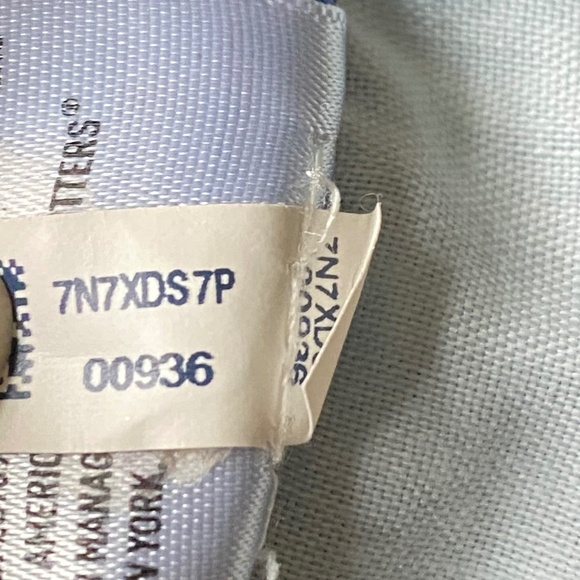 TTERS®
7N7XDS7P
00936
7N7XD
00936
AMERIC
MANAG
YORK,